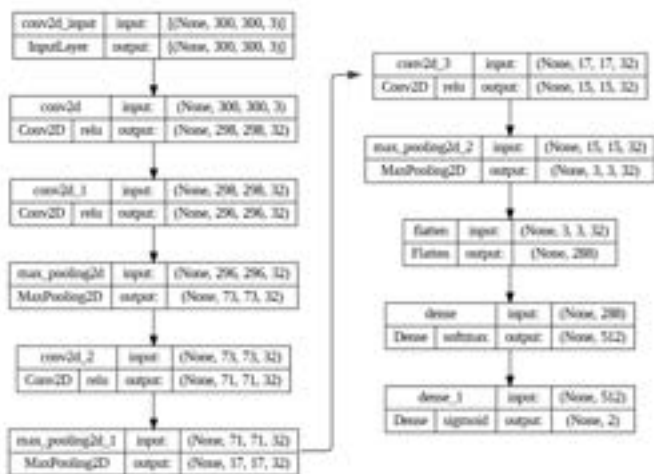 conv2d_input input: [(None, 300, 300, 3)]
InputLayer output: [(None, 300, 300, 3)]
conv2d input: (None, 300, 300, 3)
Conv2D relu output: (None, 298, 298, 32)
conv2d_1 input: (None, 298, 298, 32)
Conv2D relu output: (None, 296, 296, 32)
max_pooling2d input: (None, 296, 296, 32)
MaxPooling2D output: (None, 73, 73, 32)
conv2d_2 input: (None, 73, 73, 32)
Conv2D relu output: (None, 71, 71, 32)
max_pooling2d_1 input: (None, 71, 71, 32)
MaxPooling2D output: (None, 17, 17, 32)
conv2d_3 input: (None, 17, 17, 32)
Conv2D relu output: (None, 15, 15, 32)
max_pooling2d_2 input: (None, 15, 15, 32)
MaxPooling2D output: (None, 3, 3, 32)
flatten input: (None, 3, 3, 32)
Flatten output: (None, 288)
dense input: (None, 288)
Dense softmax output: (None, 512)
dense_1 input: (None, 512)
Dense sigmoid output: (None, 2)